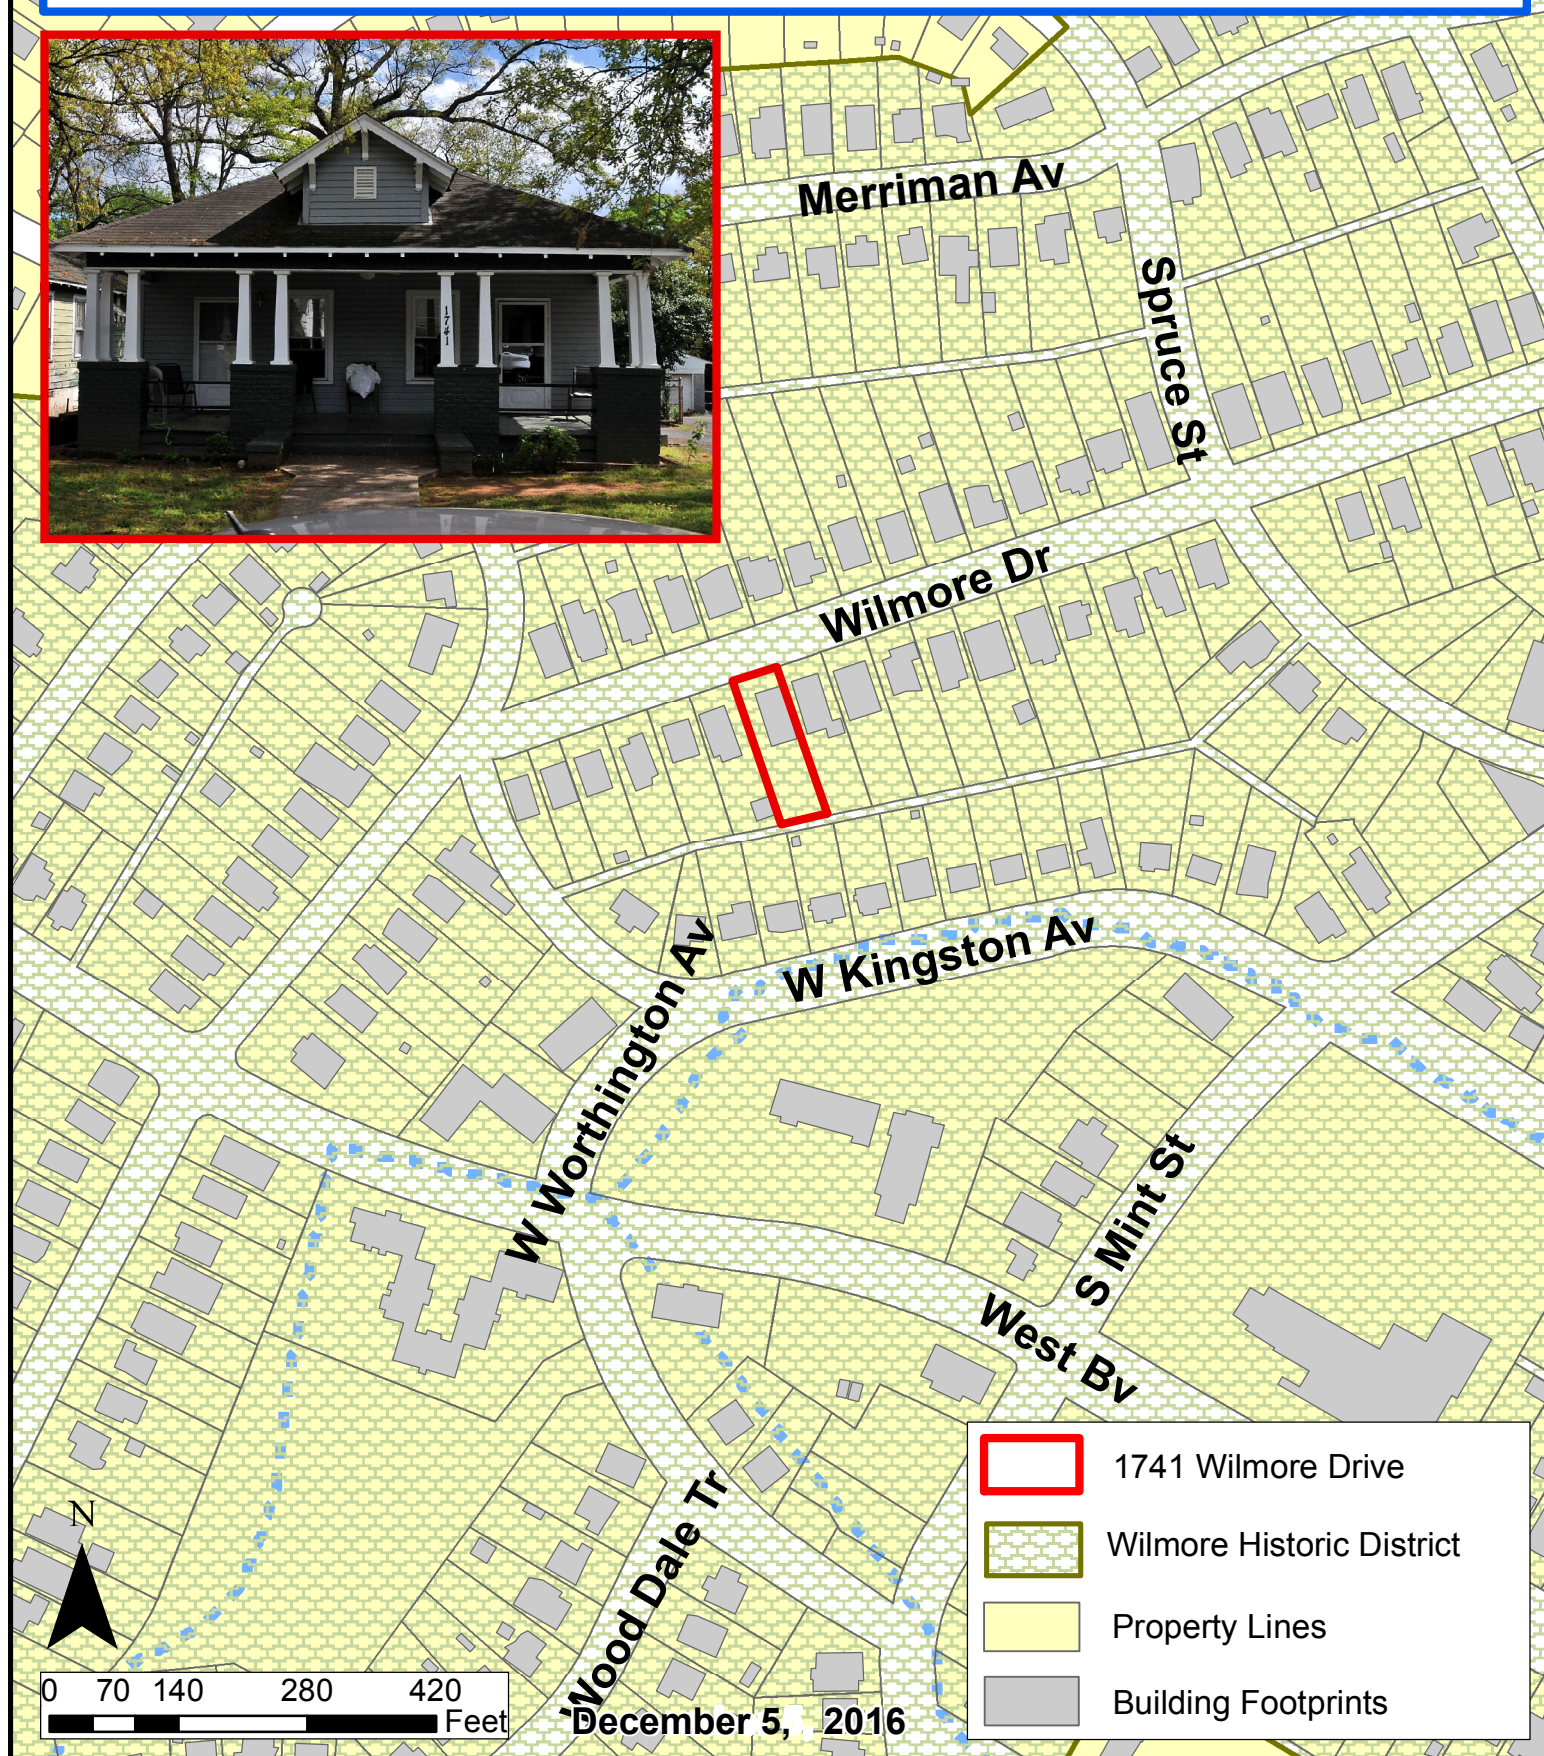 1741
Merriman Av
Spruce St
Wilmore Dr
W Kingston Av
W Worthington Av
S Mint St
West Bv
Wood Dale Tr
1741 Wilmore Drive
Wilmore Historic District
Property Lines
Building Footprints
N
0 70 140 280 420
Feet
December 5, 2016